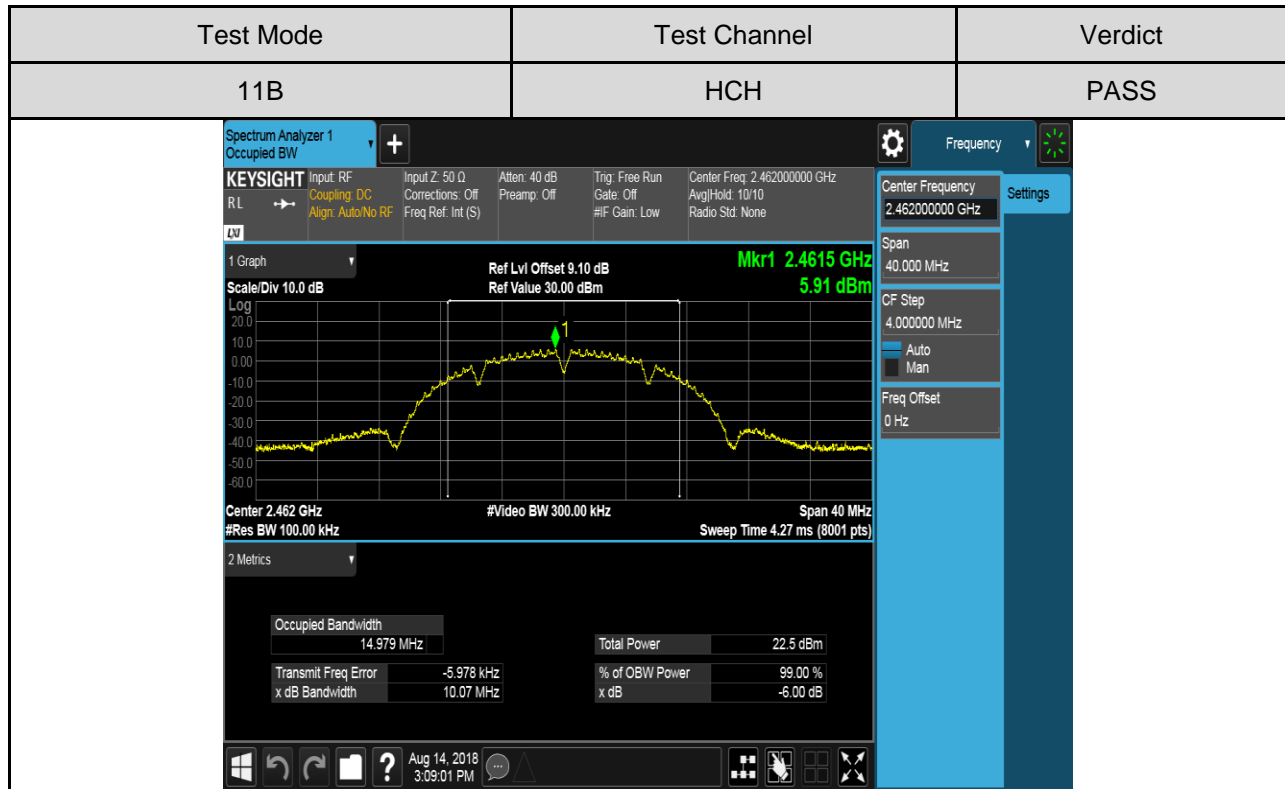 Test Mode Test Channel Verdict
11B HCH PASS
Spectrum Analyzer 1
Occupied BW
+
Frequency
KEYSIGHT Input: RF Input Z: 50 Ω Atten: 40 dB Trig: Free Run Center Freq: 2.462000000 GHz
RL Coupling: DC Corrections: Off Preamp: Off Gate: Off Avg|Hold: 10/10
Align: Auto/No RF Freq Ref: Int (S) #IF Gain: Low Radio Std: None
LXI
Center Frequency
2.462000000 GHz
Settings
Span
40.000 MHz
CF Step
4.000000 MHz
Auto
Man
Freq Offset
0 Hz
1 Graph Ref Lvl Offset 9.10 dB Mkr1 2.4615 GHz
Scale/Div 10.0 dB Ref Value 30.00 dBm 5.91 dBm
Log
20.0
10.0
0.00
-10.0
-20.0
-30.0
-40.0
-50.0
-60.0
1
Center 2.462 GHz #Video BW 300.00 kHz Span 40 MHz
#Res BW 100.00 kHz Sweep Time 4.27 ms (8001 pts)
2 Metrics
Occupied Bandwidth
14.979 MHz Total Power 22.5 dBm
Transmit Freq Error -5.978 kHz % of OBW Power 99.00 %
x dB Bandwidth 10.07 MHz x dB -6.00 dB
? Aug 14, 2018
3:09:01 PM